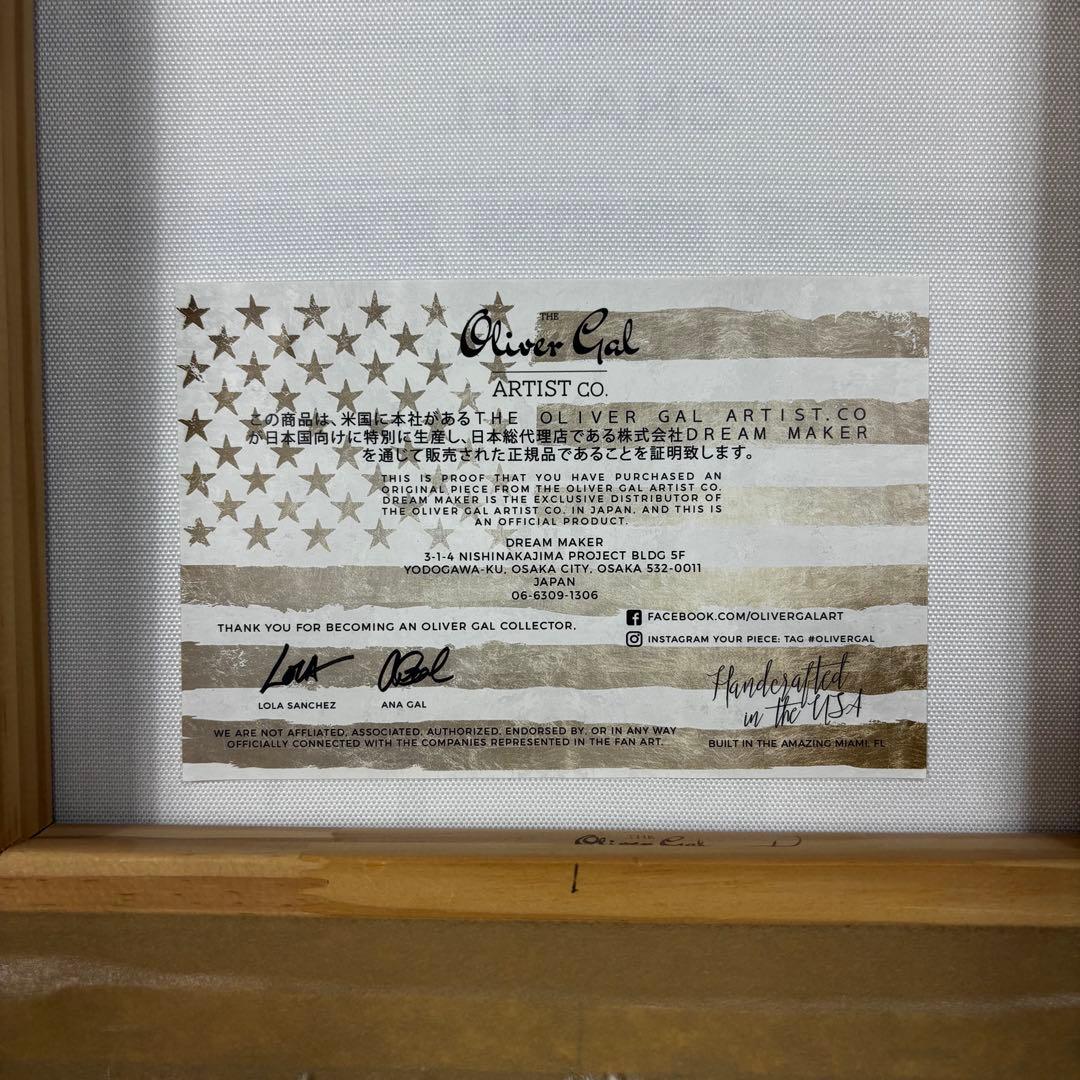 THE
Oliver Gal
ARTIST CO.
この商品は、米国に本社があるTHE OLIVER GAL ARTIST.CO
が日本国向けに特別に生産し、日本総代理店である株式会社DREAM MAKER
を通じて販売された正規品であることを証明致します。
THIS IS PROOF THAT YOU HAVE PURCHASED AN
ORIGINAL PIECE FROM THE OLIVER GAL ARTIST CO.
DREAM MAKER IS THE EXCLUSIVE DISTRIBUTOR OF
THE OLIVER GAL ARTIST CO. IN JAPAN, AND THIS IS
AN OFFICIAL PRODUCT.
DREAM MAKER
3-1-4 NISHINAKAJIMA PROJECT BLDG 5F
YODOGAWA-KU, OSAKA CITY, OSAKA 532-0011
JAPAN
06-6309-1306
FACEBOOK.COM/OLIVERGALART
THANK YOU FOR BECOMING AN OLIVER GAL COLLECTOR.
INSTAGRAM YOUR PIECE: TAG #OLIVERGAL
LOLA
LOLA SANCHEZ
ANA GAL
Handcrafted
in the USA
WE ARE NOT AFFLIATED, ASSOCIATED, AUTHORIZED, ENDORSED BY, OR IN ANY WAY
OFFICIALLY CONNECTED WITH THE COMPANIES REPRESENTED IN THE FAN ART.
BUILT IN THE AMAZING MIAMI, FL
THE
Oliver Gal